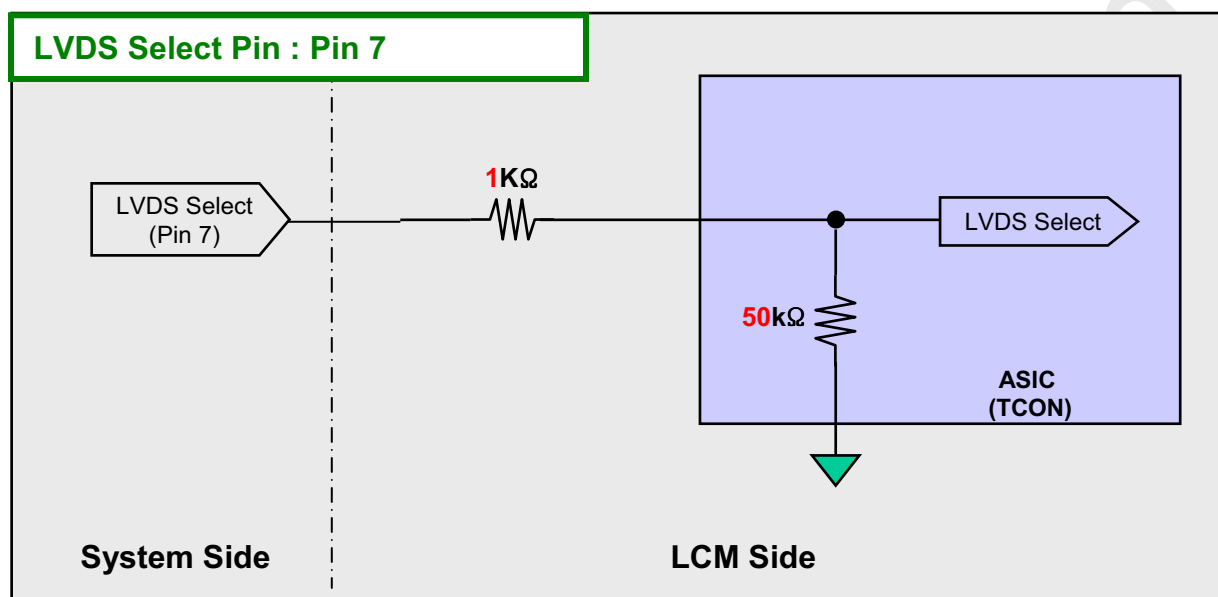 LVDS Select Pin : Pin 7
1KΩ
LVDS Select
(Pin 7)
LVDS Select
50kΩ
ASIC
(TCON)
System Side
LCM Side